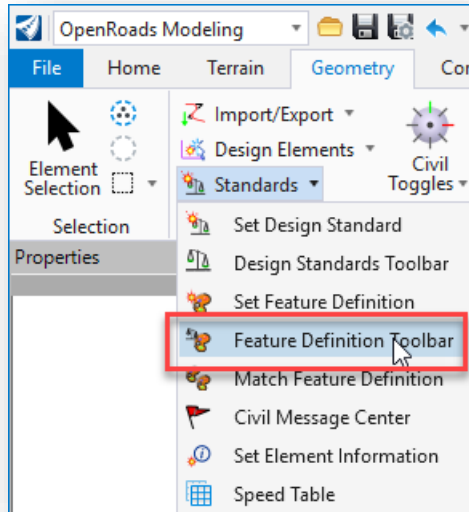 OpenRoads Modeling
File Home Terrain Geometry
Import/Export
Design Elements
Standards
Element
Selection
Civil
Toggles
Selection
Properties
Set Design Standard
Design Standards Toolbar
Set Feature Definition
Feature Definition Toolbar
Match Feature Definition
Civil Message Center
Set Element Information
Speed Table